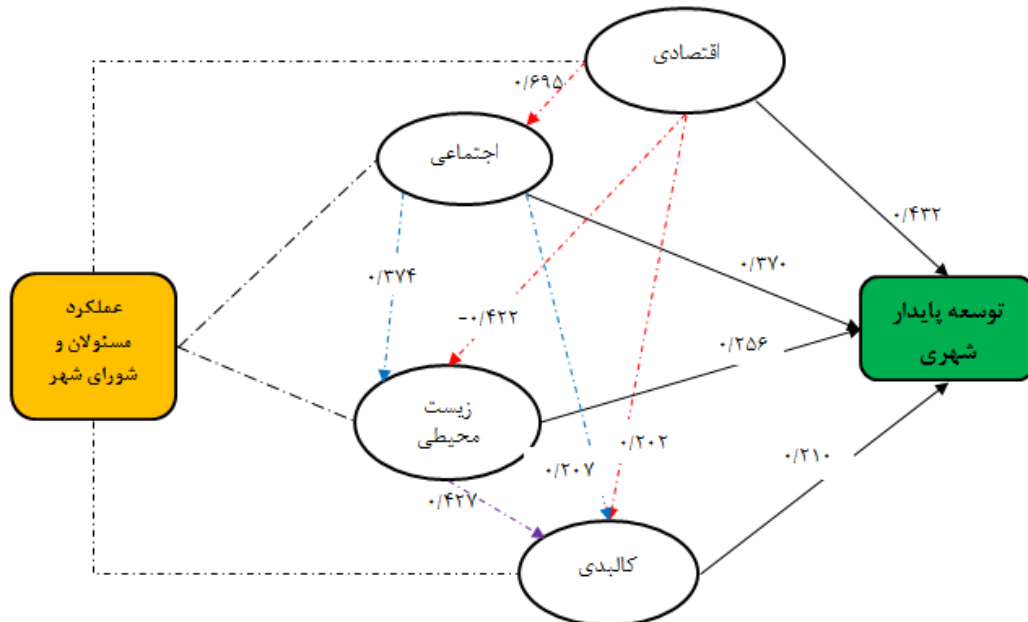 اقتصادی
۰/۶۹۵
اجتماعی
۰/۴۳۲
۰/۳۷۰
۰/۳۷۴
عملکرد
مسئولان و
شورای شهر
توسعه پایدار
شهری
-۰/۴۲۲
۰/۲۵۶
زیست
محیطی
۰/۲۰۲
۰/۲۰۷
۰/۲۱۰
۰/۴۲۷
کالبدی